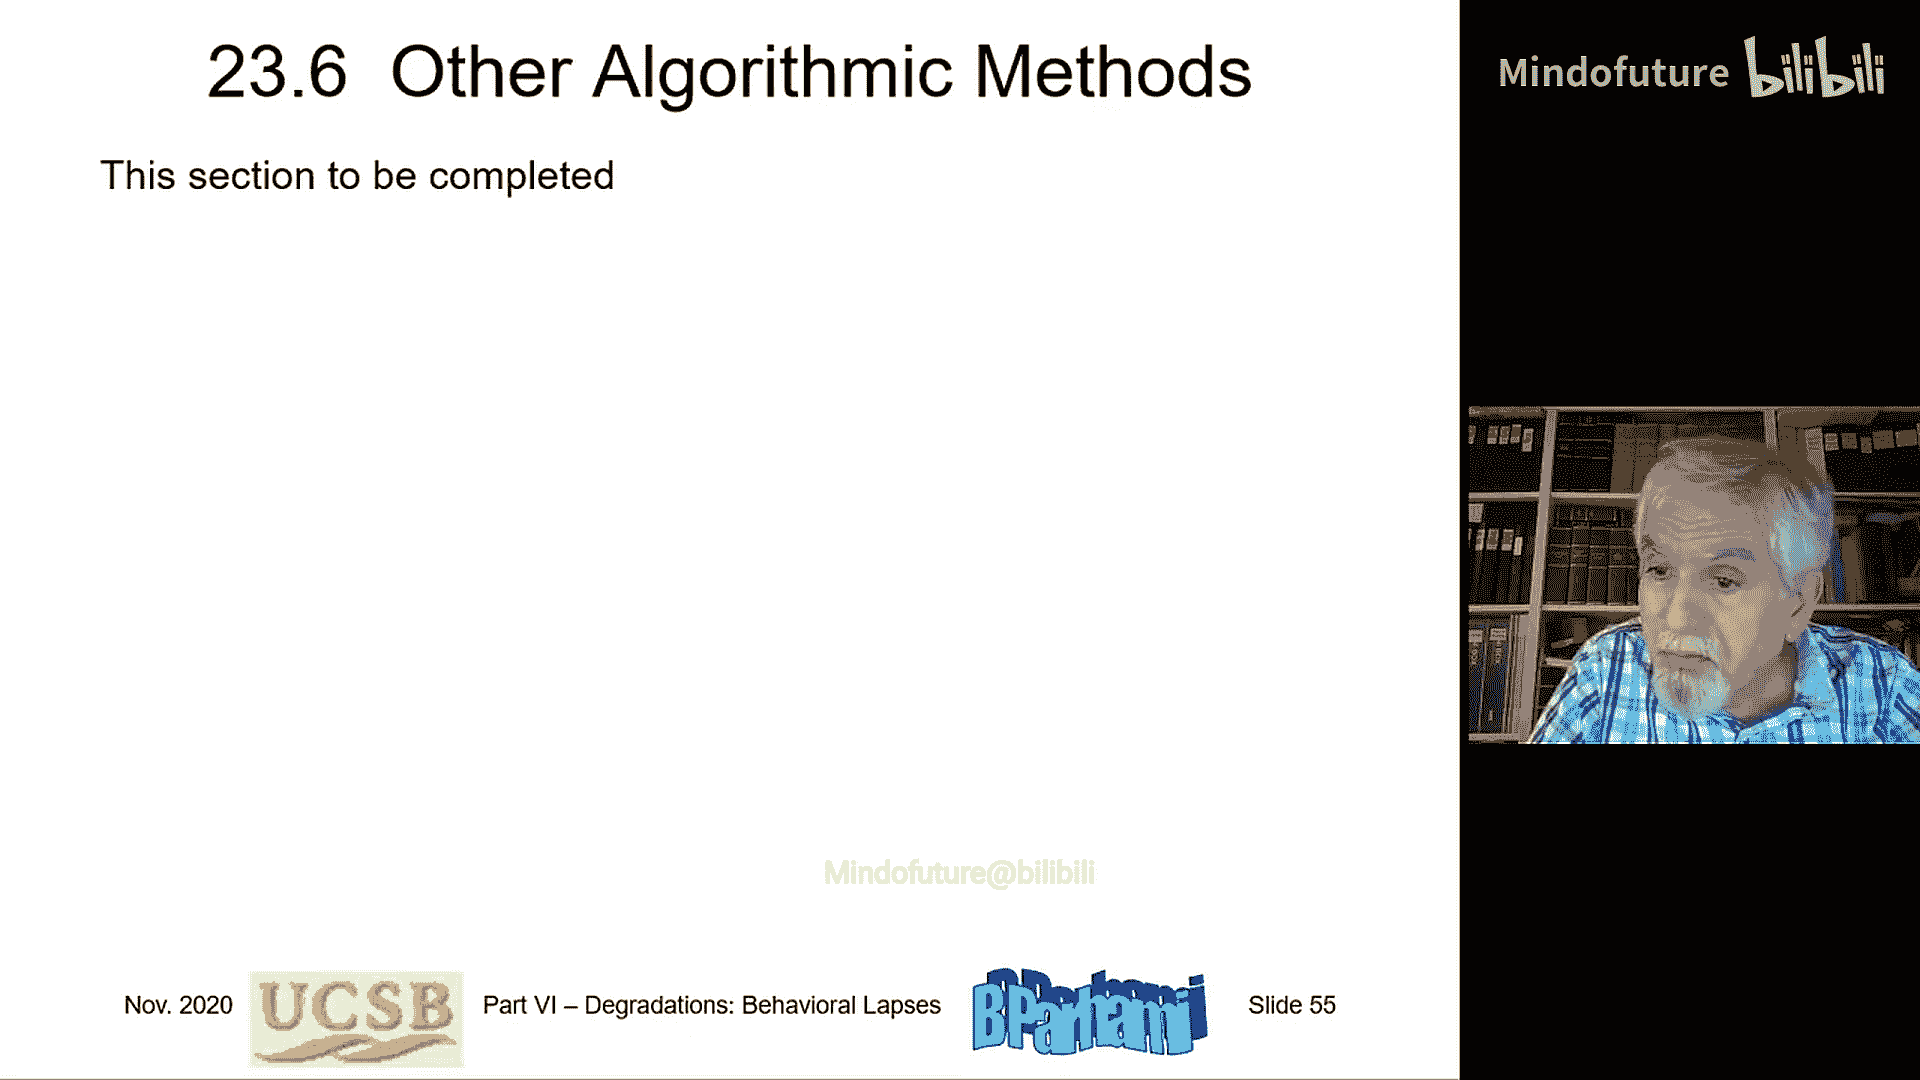 23.6 Other Algorithmic Methods
This section to be completed
Mindofuture bilibili
Mindofuture@bilibili
Nov. 2020 UCSB Part VI – Degradations: Behavioral Lapses B Parhami Slide 55